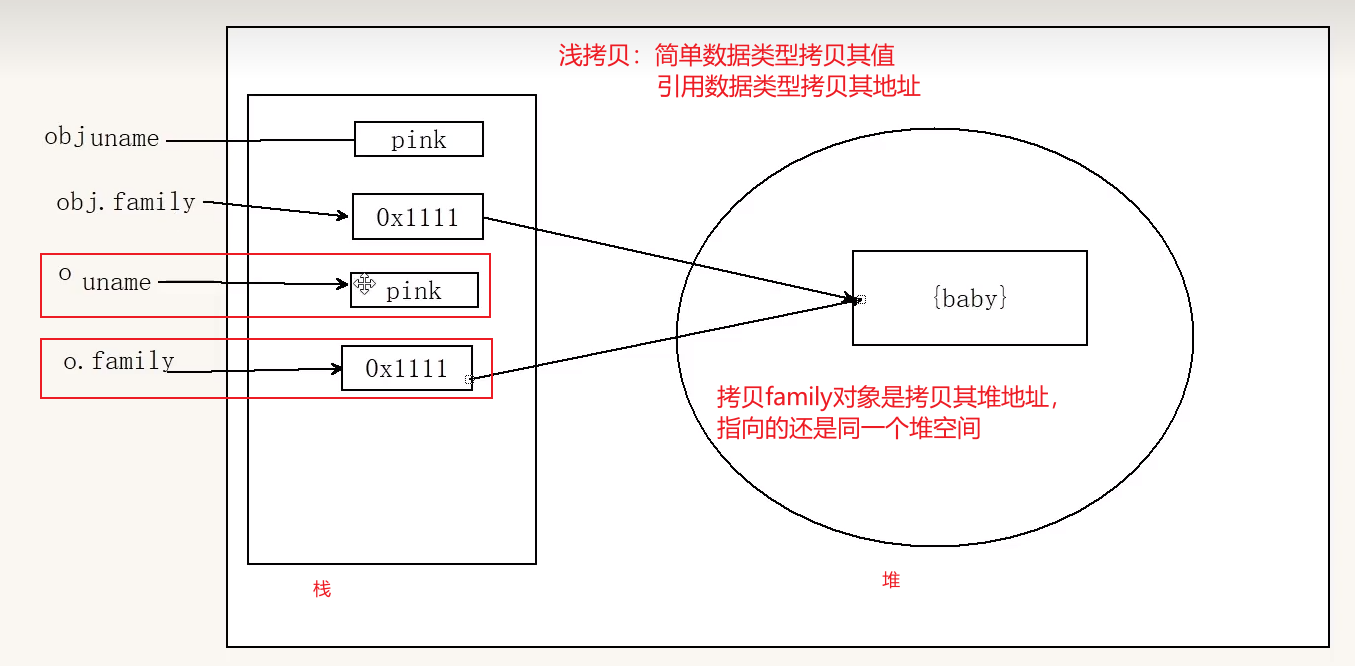 浅拷贝：简单数据类型拷贝其值
引用数据类型拷贝其地址
objuname
pink
obj.family
0x1111
o uname
pink
o.family
0x1111
{baby}
拷贝family对象是拷贝其堆地址，
指向的还是同一个堆空间
栈
堆